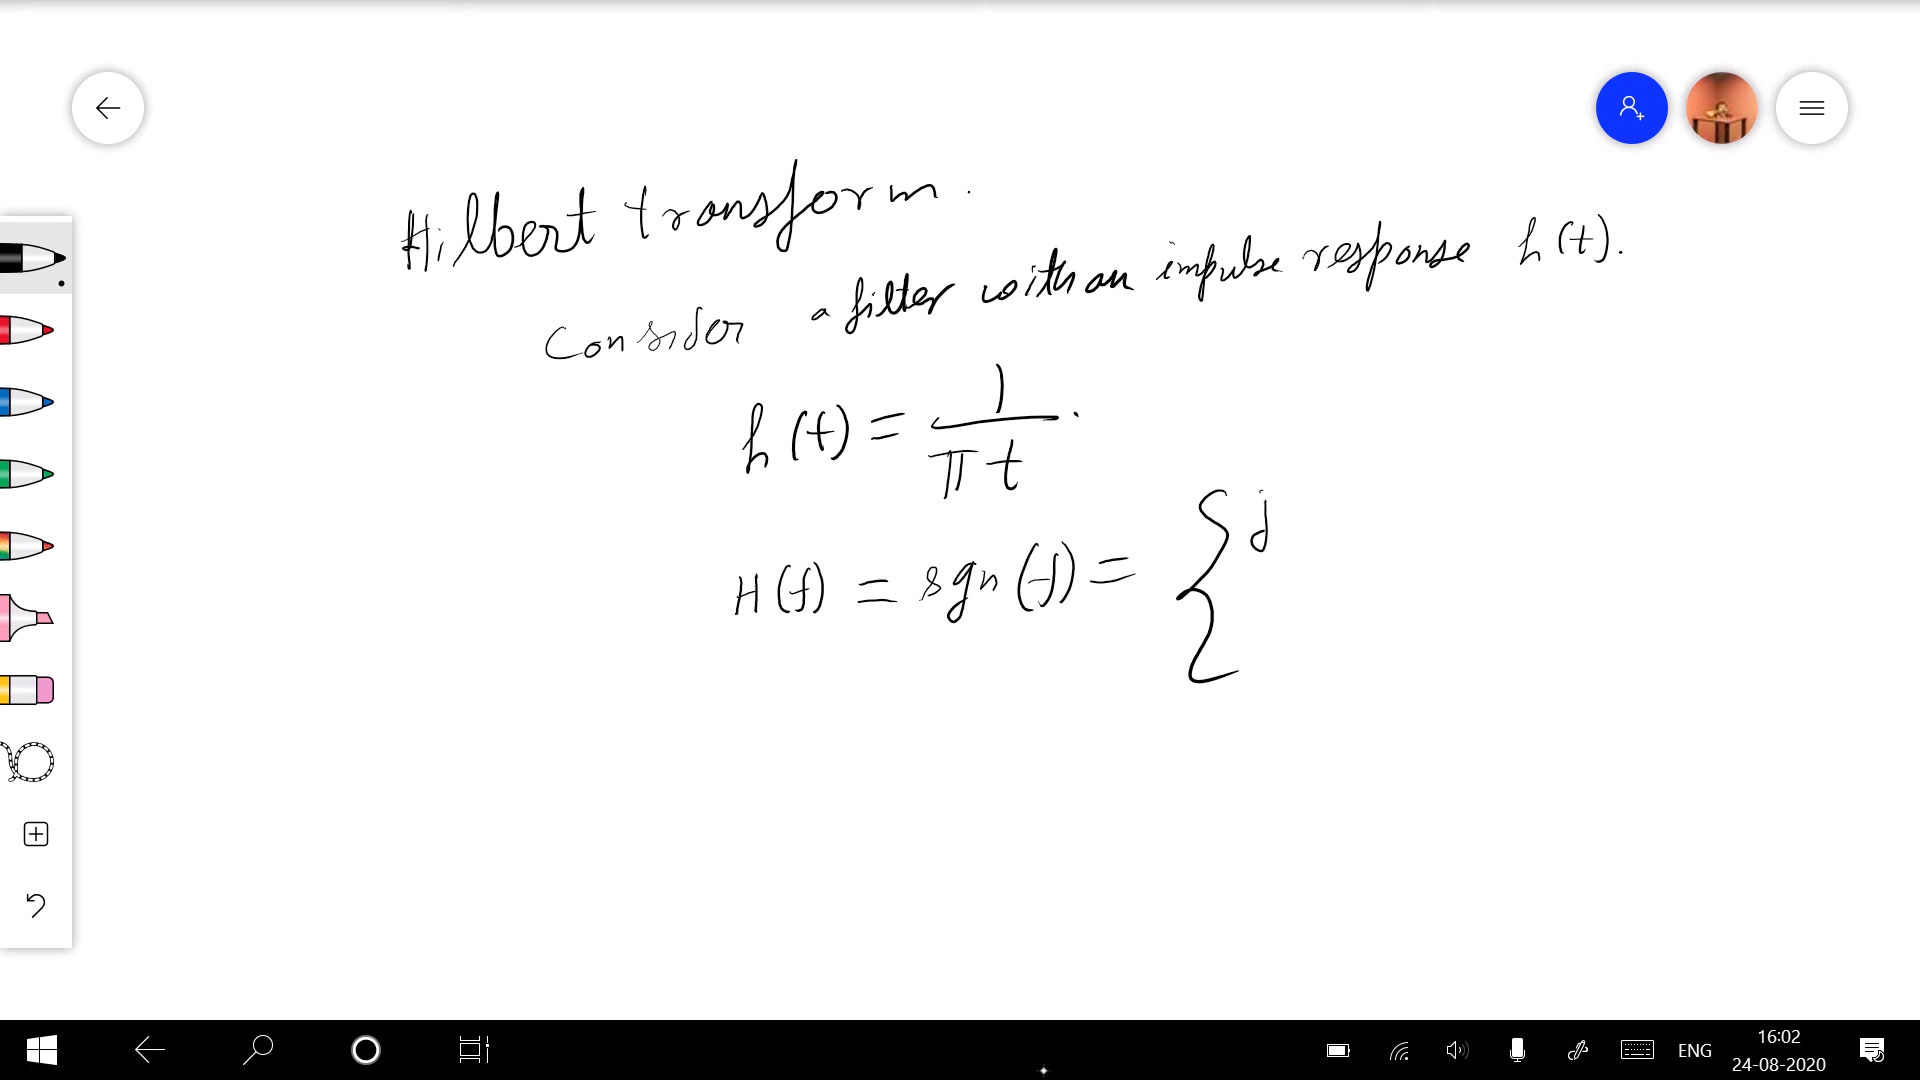 Hilbert transform.
Consider a filter with an impulse response h(t).
h(t) = 1/πt.
H(f) = sgn(f) = { j
ENG
16:02
24-08-2020